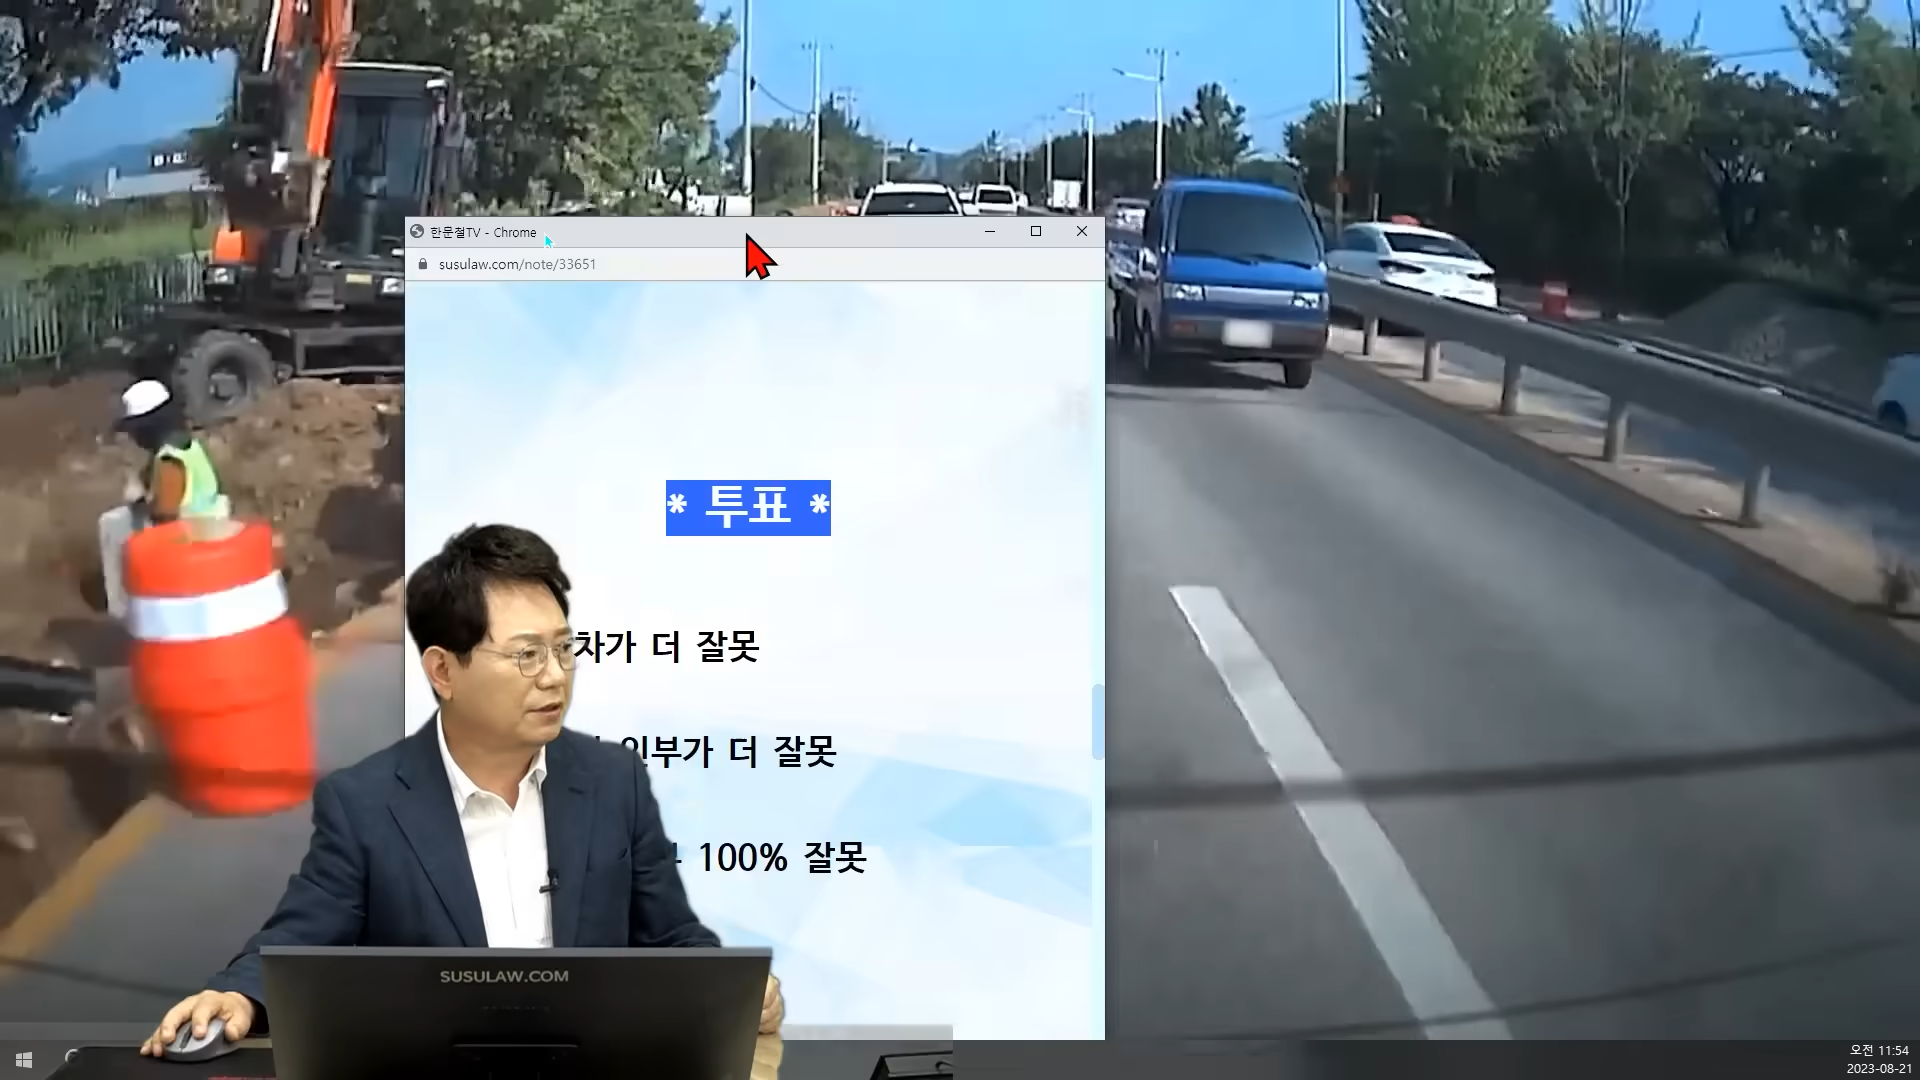 한문철TV - Chrome
susulaw.com/note/33651
* 투표 *
차가 더 잘못
인부가 더 잘못
100% 잘못
SUSULAW.COM
오전 11:54
2023-08-21